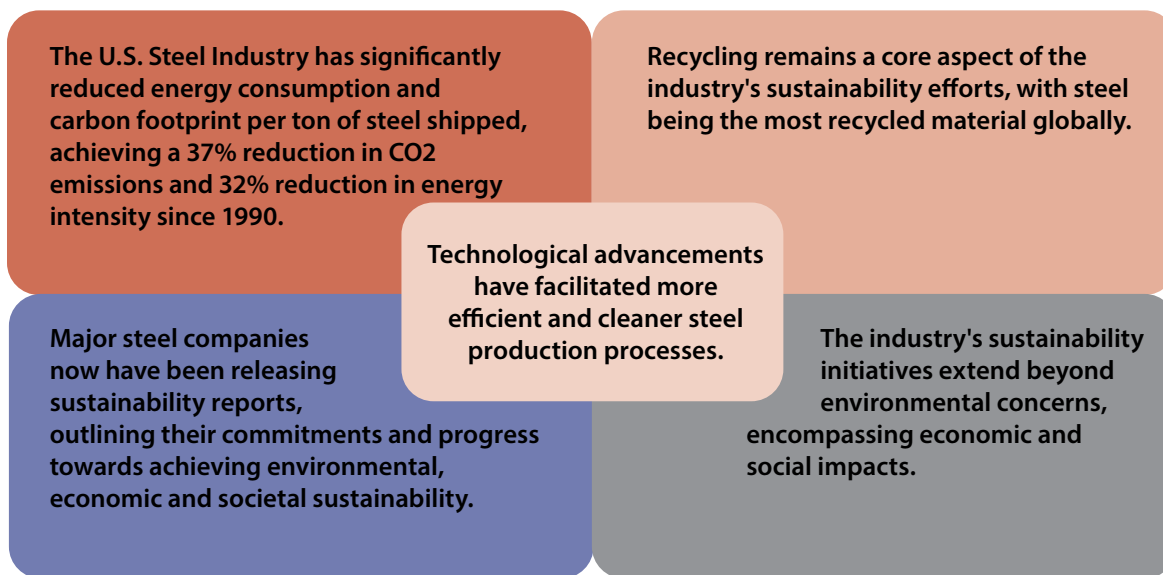 The U.S. Steel Industry has significantly
reduced energy consumption and
carbon footprint per ton of steel shipped,
achieving a 37% reduction in CO2
emissions and 32% reduction in energy
intensity since 1990.
Recycling remains a core aspect of the
industry's sustainability efforts, with steel
being the most recycled material globally.
Technological advancements
have facilitated more
efficient and cleaner steel
production processes.
Major steel companies
now have been releasing
sustainability reports,
outlining their commitments and progress
towards achieving environmental,
economic and societal sustainability.
The industry's sustainability
initiatives extend beyond
environmental concerns,
encompassing economic and
social impacts.